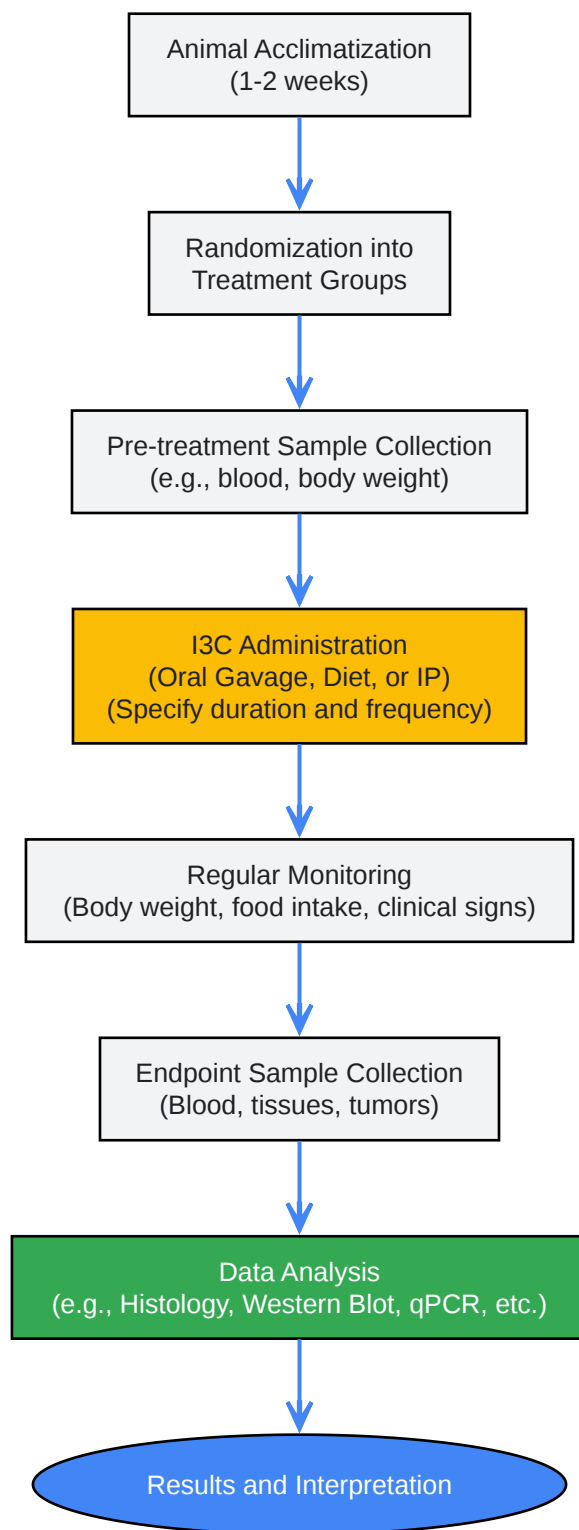 Animal Acclimatization
(1-2 weeks)
Randomization into
Treatment Groups
Pre-treatment Sample Collection
(e.g., blood, body weight)
I3C Administration
(Oral Gavage, Diet, or IP)
(Specify duration and frequency)
Regular Monitoring
(Body weight, food intake, clinical signs)
Endpoint Sample Collection
(Blood, tissues, tumors)
Data Analysis
(e.g., Histology, Western Blot, qPCR, etc.)
Results and Interpretation